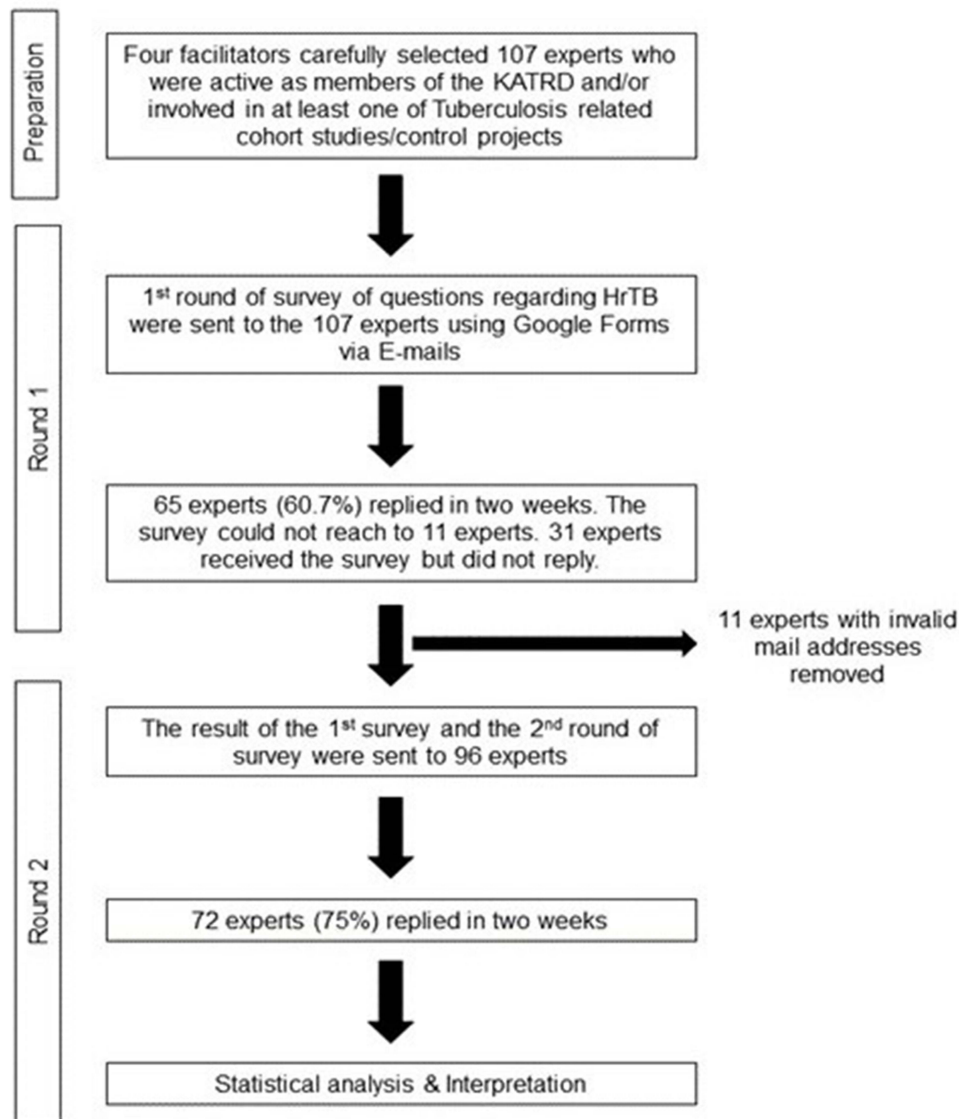 Preparation
Four facilitators carefully selected 107 experts who
were active as members of the KATRD and/or
involved in at least one of Tuberculosis related
cohort studies/control projects
Round 1
1st round of survey of questions regarding HrTB
were sent to the 107 experts using Google Forms
via E-mails
65 experts (60.7%) replied in two weeks. The
survey could not reach to 11 experts. 31 experts
received the survey but did not reply.
11 experts with invalid
mail addresses
removed
Round 2
The result of the 1st survey and the 2nd round of
survey were sent to 96 experts
72 experts (75%) replied in two weeks
Statistical analysis & Interpretation